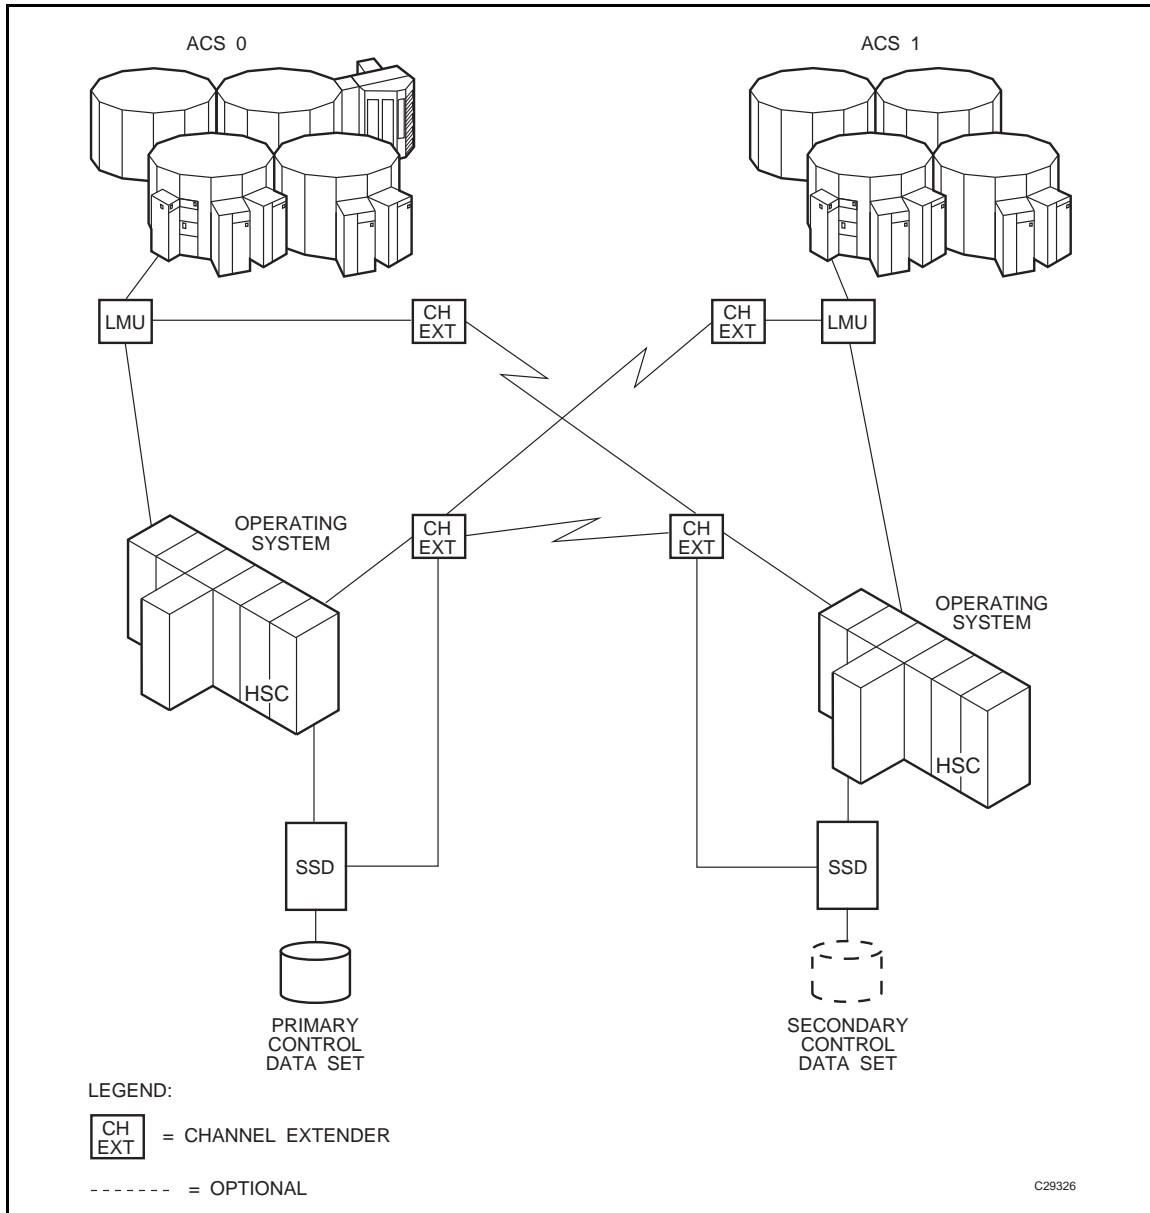 ACS 0
ACS 1
LMU
CH
EXT
CH
EXT
LMU
OPERATING
SYSTEM
CH
EXT
CH
EXT
OPERATING
SYSTEM
HSC
HSC
SSD
SSD
PRIMARY
CONTROL
DATA SET
SECONDARY
CONTROL
DATA SET
LEGEND:
CH
EXT
= CHANNEL EXTENDER
------- = OPTIONAL
C29326